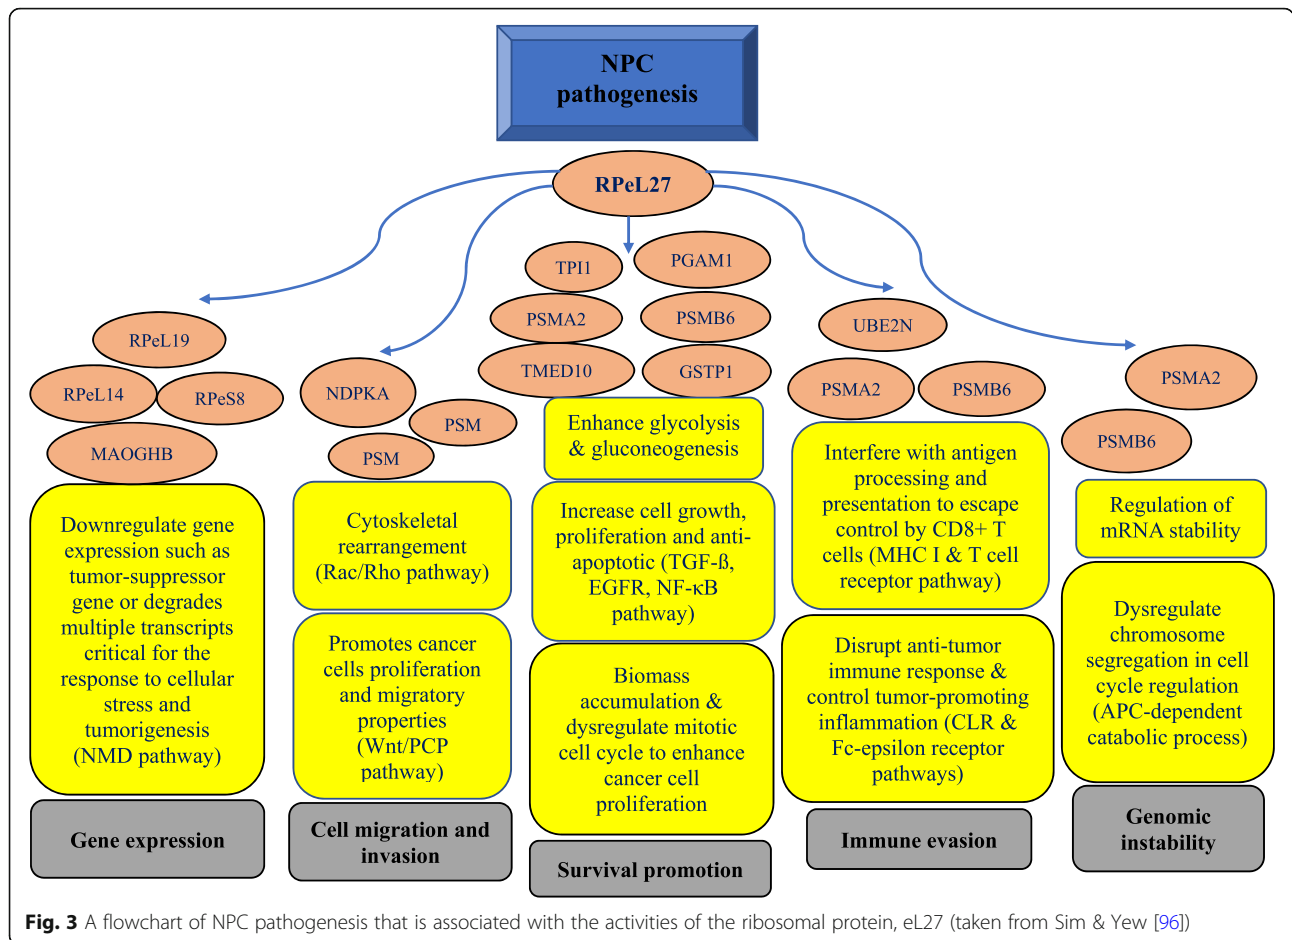 NPC
pathogenesis
RPeL27
RPeL19
RPeL14
RPeS8
MAOGHB
Downregulate gene
expression such as
tumor-suppressor
gene or degrades
multiple transcripts
critical for the
response to cellular
stress and
tumorigenesis
(NMD pathway)
Gene expression
NDPKA
PSM
PSM
Cytoskeletal
rearrangement
(Rac/Rho pathway)
Promotes cancer
cells proliferation
and migratory
properties
(Wnt/PCP
pathway)
Cell migration and
invasion
TPI1
PGAM1
PSMA2
PSMB6
TMED10
GSTP1
Enhance glycolysis
& gluconeogenesis
Increase cell growth,
proliferation and anti-
apoptotic (TGF-ß,
EGFR, NF-κB
pathway)
Biomass
accumulation &
dysregulate mitotic
cell cycle to enhance
cancer cell
proliferation
Survival promotion
UBE2N
PSMA2
PSMB6
Interfere with antigen
processing and
presentation to escape
control by CD8+ T
cells (MHC I & T cell
receptor pathway)
Disrupt anti-tumor
immune response &
control tumor-promoting
inflammation (CLR &
Fc-epsilon receptor
pathways)
Immune evasion
PSMA2
PSMB6
Regulation of
mRNA stability
Dysregulate
chromosome
segregation in cell
cycle regulation
(APC-dependent
catabolic process)
Genomic
instability
Fig. 3 A flowchart of NPC pathogenesis that is associated with the activities of the ribosomal protein, eL27 (taken from Sim & Yew [96])